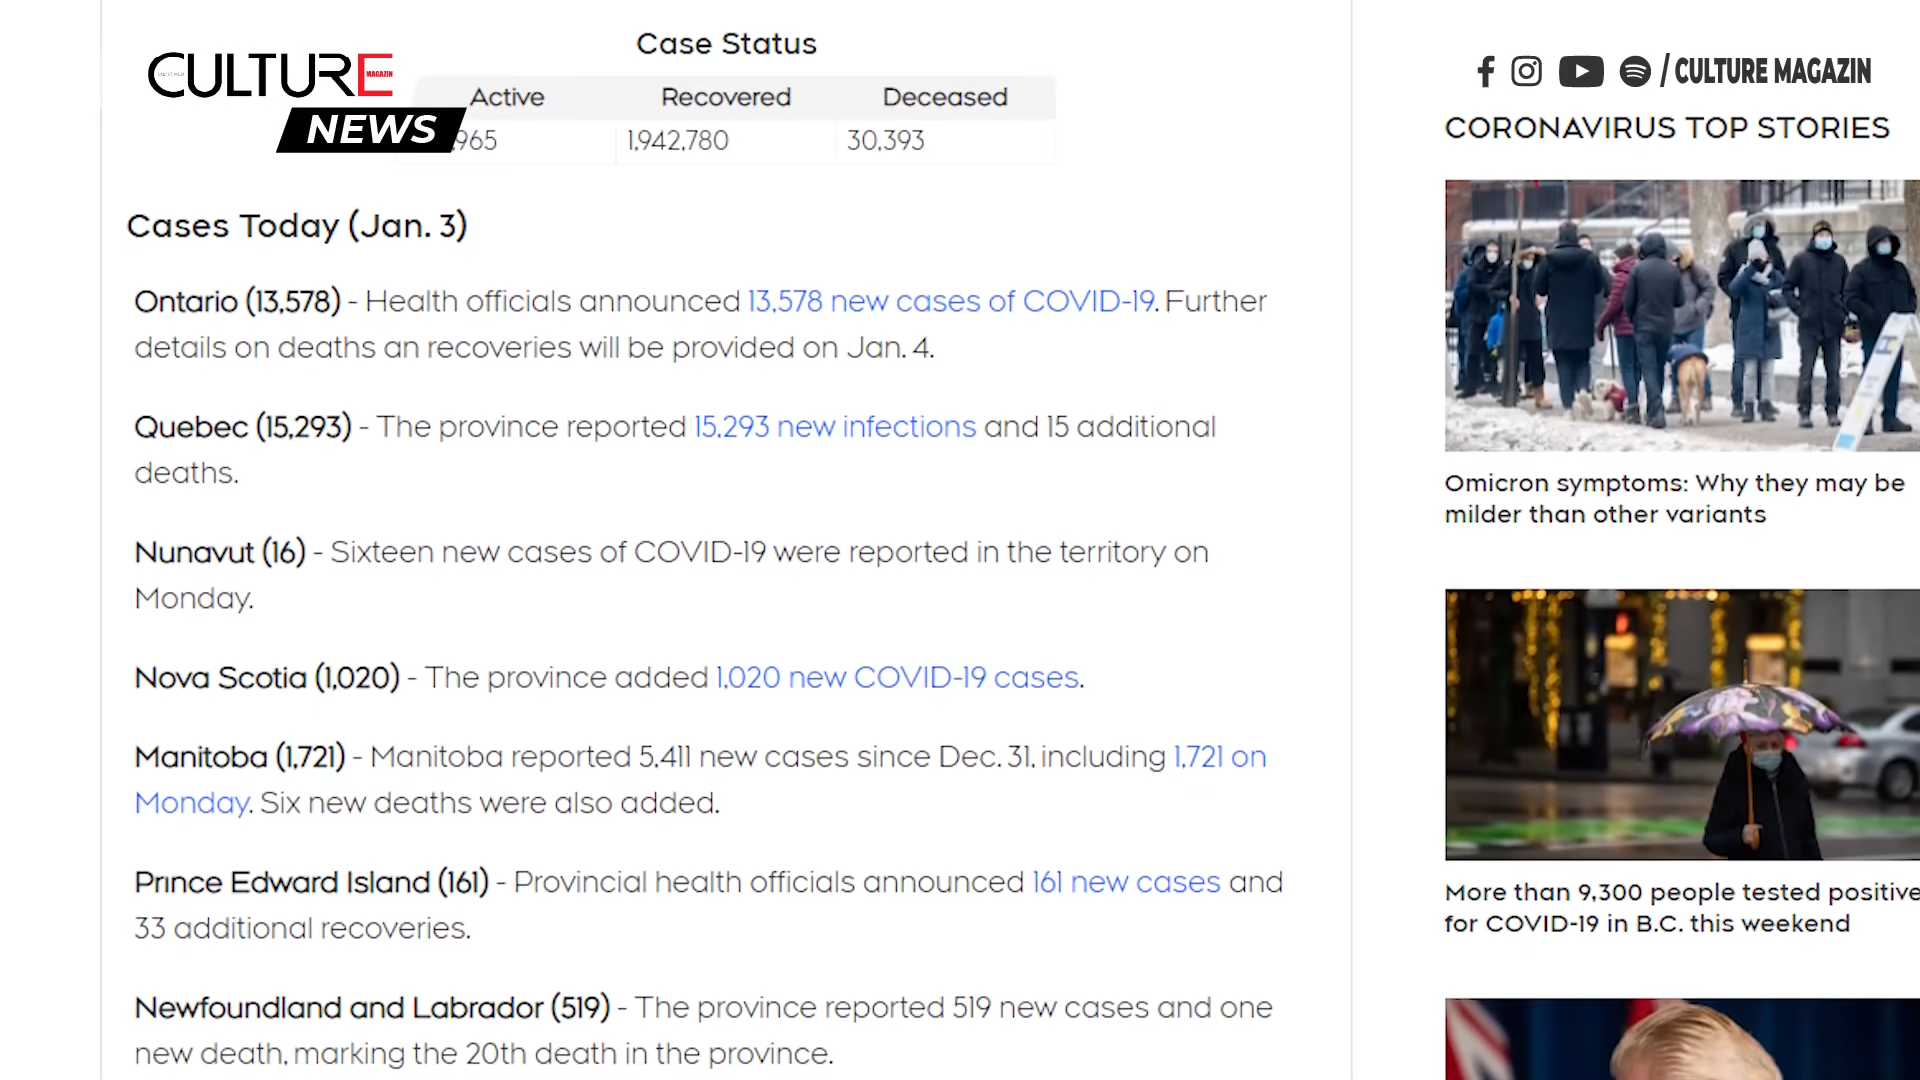 CULTURE
MAGAZIN
NEWS
Case Status
Active Recovered Deceased
965 1,942,780 30,393
Cases Today (Jan. 3)
Ontario (13,578) - Health officials announced 13,578 new cases of COVID-19. Further
details on deaths an recoveries will be provided on Jan. 4.
Quebec (15,293) - The province reported 15,293 new infections and 15 additional
deaths.
Nunavut (16) - Sixteen new cases of COVID-19 were reported in the territory on
Monday.
Nova Scotia (1,020) - The province added 1,020 new COVID-19 cases.
Manitoba (1,721) - Manitoba reported 5,411 new cases since Dec. 31, including 1,721 on
Monday. Six new deaths were also added.
Prince Edward Island (161) - Provincial health officials announced 161 new cases and
33 additional recoveries.
Newfoundland and Labrador (519) - The province reported 519 new cases and one
new death, marking the 20th death in the province.
/ CULTURE MAGAZIN
CORONAVIRUS TOP STORIES
Omicron symptoms: Why they may be
milder than other variants
More than 9,300 people tested positive
for COVID-19 in B.C. this weekend